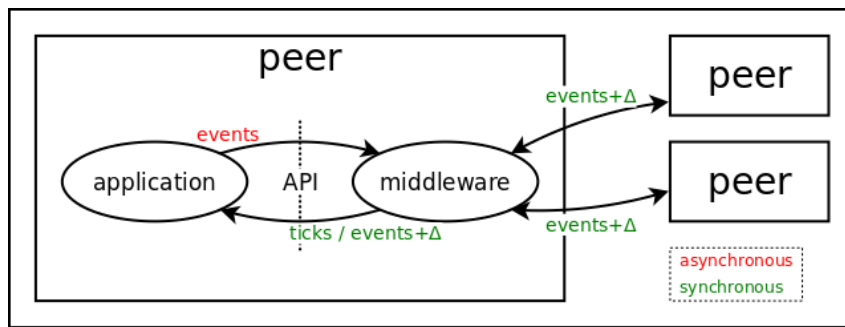 peer
events
application
API
middleware
ticks / events+Δ
events+Δ
events+Δ
peer
peer
asynchronous
synchronous